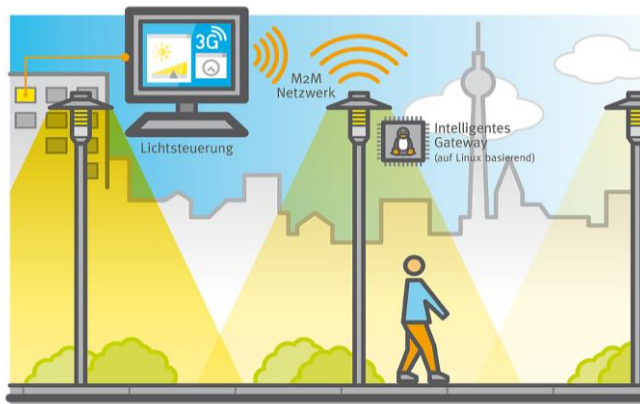 3G
M2M
Netzwerk
Lichtsteuerung
Intelligentes
Gateway
(auf Linux basierend)